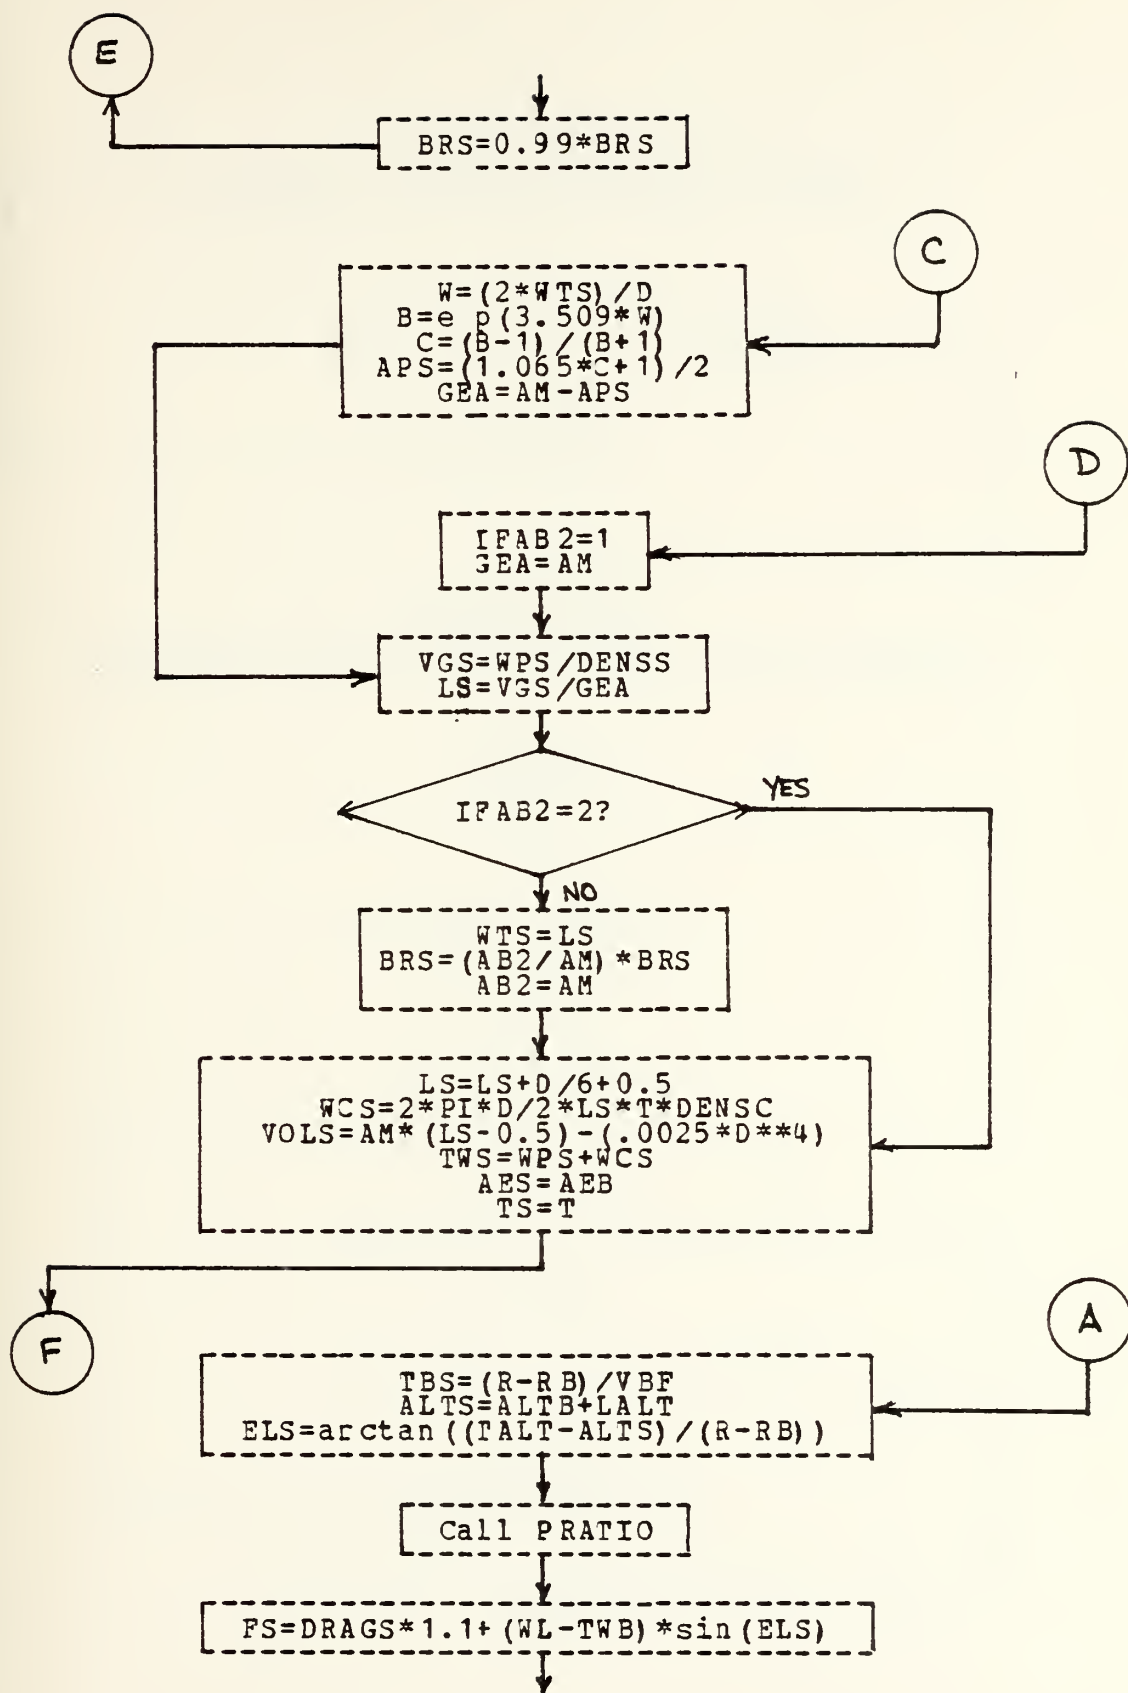 E
BRS=0.99*BRS
C
W=(2*WTS)/D
B=e p(3.509*W)
C=(B-1)/(B+1)
APS=(1.065*C+1)/2
GEA=AM-APS
D
IFAB2=1
GEA=AM
VGS=WPS/DENSS
LS=VGS/GEA
IFAB2=2?
YES
NO
WTS=LS
BRS=(AB2/AM)*BRS
AB2=AM
LS=LS+D/6+0.5
WCS=2*PI*D/2*LS*T*DENSC
VOLS=AM*(LS-0.5)-(.0025*D**4)
TWS=WPS+WCS
AES=AEB
TS=T
F
A
TBS=(R-RB)/VBF
ALTS=ALTB+LALT
ELS=arctan((TALT-ALTS)/(R-RB))
Call PRATIO
FS=DRAGS*1.1+(WL-TWB)*sin(ELS)